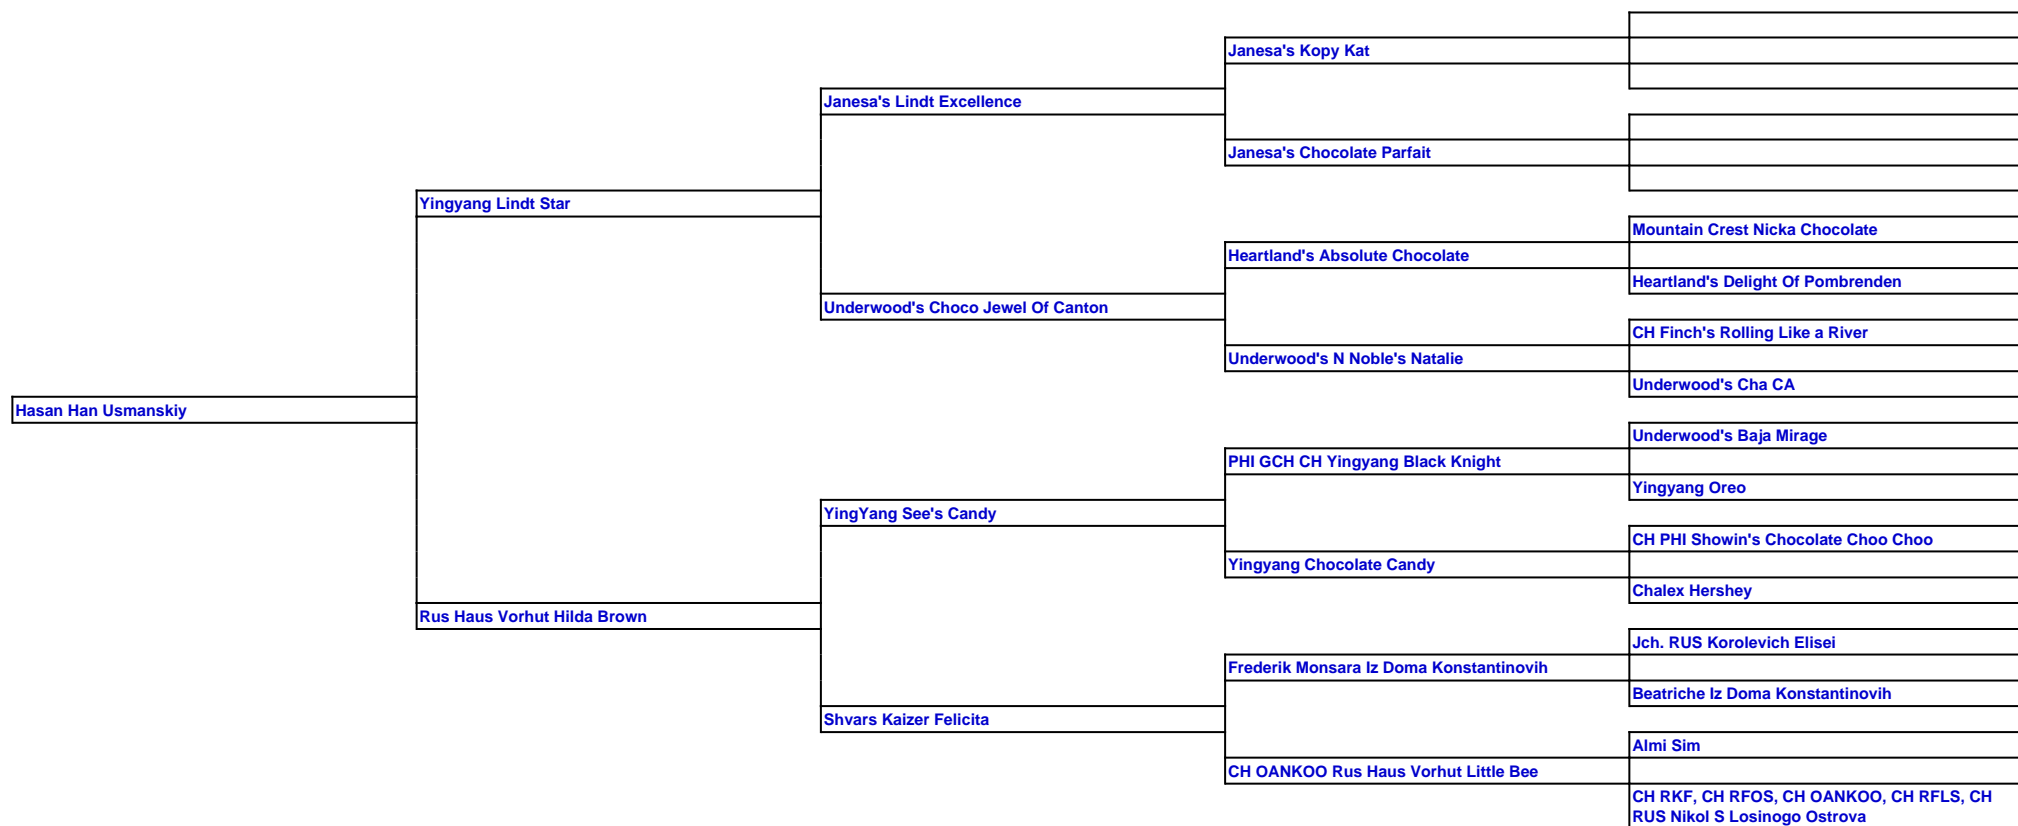 Janesa's Kopy Kat
Janesa's Lindt Excellence
Janesa's Chocolate Parfait
Yingyang Lindt Star
Mountain Crest Nicka Chocolate
Heartland's Absolute Chocolate
Heartland's Delight Of Pombrenden
Underwood's Choco Jewel Of Canton
CH Finch's Rolling Like a River
Underwood's N Noble's Natalie
Underwood's Cha CA
Hasan Han Usmanskiy
Underwood's Baja Mirage
PHI GCH CH Yingyang Black Knight
Yingyang Oreo
YingYang See's Candy
CH PHI Showin's Chocolate Choo Choo
Yingyang Chocolate Candy
Chalex Hershey
Rus Haus Vorhut Hilda Brown
Jch. RUS Korolevich Elisei
Frederik Monsara Iz Doma Konstantinovih
Beatriche Iz Doma Konstantinovih
Shvars Kaizer Felicita
Almi Sim
CH OANKOO Rus Haus Vorhut Little Bee
CH RKF, CH RFOS, CH OANKOO, CH RFLS, CH
RUS Nikol S Losinogo Ostrova